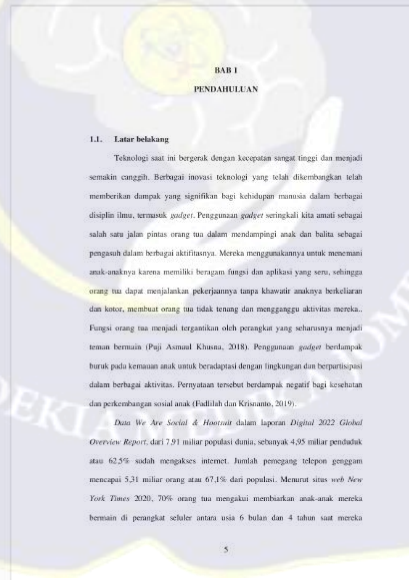 BAB 1
PENDAHULUAN
1.1. Latar belakang
Teknologi saat ini bergerak dengan kecepatan sangat tinggi dan menjadi
semakin canggih. Berbagai inovasi teknologi yang telah dikembangkan telah
memberikan dampak yang signifikan bagi kehidupan manusia dalam berbagai
disiplin ilmu, termasuk gadget. Penggunaan gadget seringkali kita amati sebagai
salah satu jalan pintas orang tua dalam mendampingi anak dan balita sebagai
pengasuh dalam berbagai aktifitasnya. Mereka menggunakannya untuk menemani
anak-anaknya karena memiliki beragam fungsi dan aplikasi yang seru, sehingga
orang tua dapat menjalankan pekerjaannya tanpa khawatir anaknya berkeliaran
dan kotor, membuat orang tua tidak tenang dan mengganggu aktivitas mereka..
Fungsi orang tua menjadi tergantikan oleh perangkat yang seharusnya menjadi
teman bermain (Puji Asmaul Khusna, 2018). Penggunaan gadget berdampak
buruk pada kemauan anak untuk beradaptasi dengan lingkungan dan berpartisipasi
dalam berbagai aktivitas. Pernyataan tersebut berdampak negatif bagi kesehatan
dan perkembangan sosial anak (Fadlilah dan Krisnanto, 2019).
Data We Are Social & Hootsuit dalam laporan Digital 2022 Global
Overview Report, dari 7,91 miliar populasi dunia, sebanyak 4,95 miliar penduduk
atau 62,5% sudah mengakses internet. Jumlah pemegang telepon genggam
mencapai 5,31 miliar orang atau 67,1% dari populasi. Menurut situs web New
York Times 2020, 70% orang tua mengakui membiarkan anak-anak mereka
bermain di perangkat seluler antara usia 6 bulan dan 4 tahun saat mereka
5